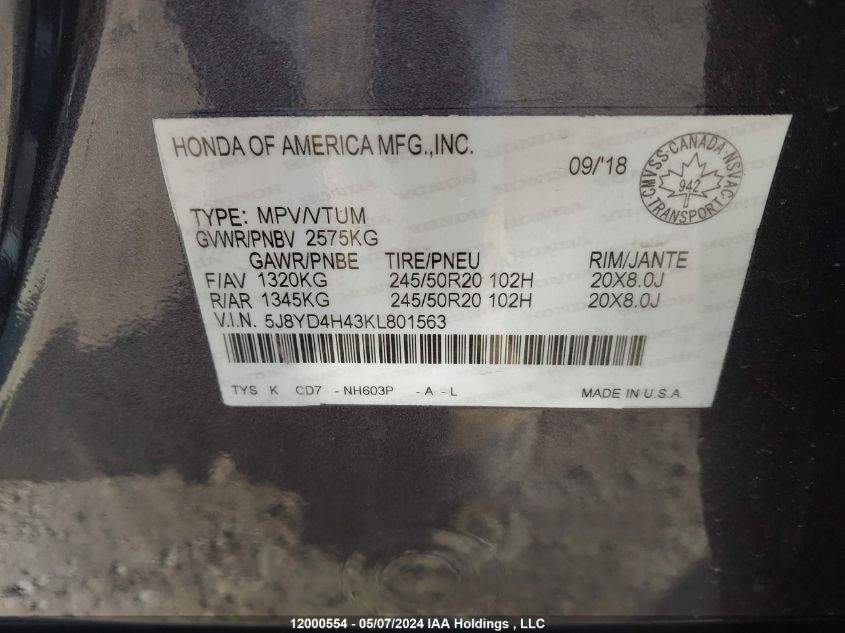 HONDA OF AMERICA MFG.,INC.
09/'18
CMVSS·CANADA·NSVAC
942
TRANSPORT
TYPE: MPV/VTUM
GVWR/PNBV 2575KG
GAWR/PNBE TIRE/PNEU RIM/JANTE
F/AV 1320KG 245/50R20 102H 20X8.0J
R/AR 1345KG 245/50R20 102H 20X8.0J
V.I.N. 5J8YD4H43KL801563
TYS K CD7 - NH603P - A - L MADE IN U.S.A.
12000554 - 05/07/2024 IAA Holdings , LLC